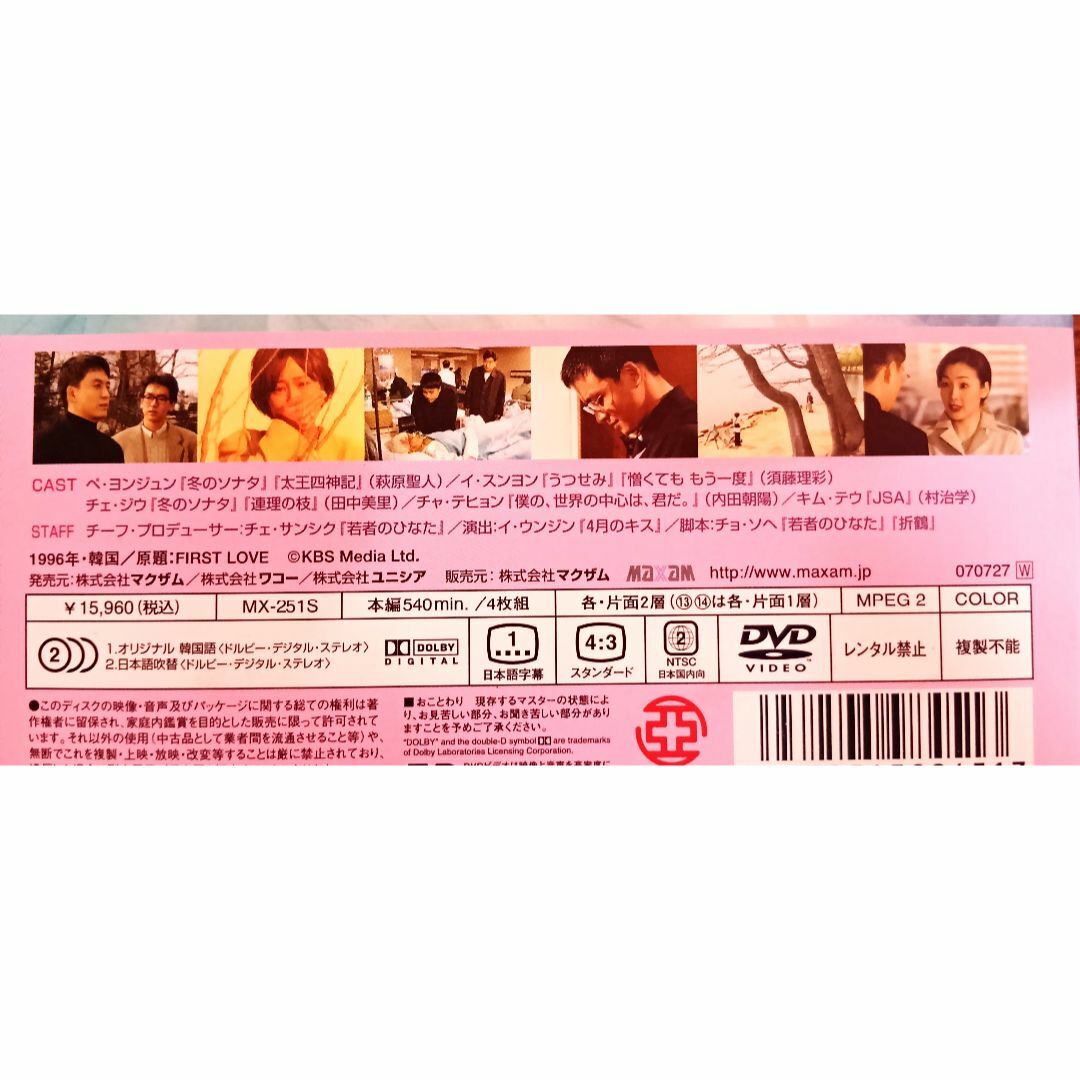 CAST ペ・ヨンジュン『冬のソナタ』『太王四神記』(萩原聖人)/イ・スンヨン『うつせみ』『憎くても もう一度』(須藤理彩)
チェ・ジウ『冬のソナタ』『連理の枝』(田中美里)/チャ・テヒョン『僕の、世界の中心は、君だ。』(内田朝陽)/キム・テウ『JSA』(村治学)
STAFF チーフ・プロデューサー:チェ・サンシク『若者のひなた』/演出:イ・ウンジン『4月のキス』/脚本:チョ・ソヘ『若者のひなた』『折鶴』
1996年・韓国/原題:FIRST LOVE ©KBS Media Ltd.
発売元:株式会社マクザム/株式会社ワコー/株式会社ユニシア 販売元:株式会社マクザム MAXAM http://www.maxam.jp 070727 W
¥15,960(税込) MX-251S 本編540min./4枚組 各・片面2層(⑬⑭は各・片面1層) MPEG 2 COLOR
2 1.オリジナル 韓国語〈ドルビー・デジタル・ステレオ〉
2.日本語吹替〈ドルビー・デジタル・ステレオ〉
DOLBY DIGITAL
1 日本語字幕
4:3 スタンダード
2 NTSC 日本国内向
DVD VIDEO™
レンタル禁止
複製不能
●このディスクの映像・音声及びパッケージに関する総ての権利は著
作権者に留保され、家庭内鑑賞を目的とした販売に限って許可されて
います。それ以外の使用(中古品として業者間を流通させること等)や、
無断でこれを複製・上映・放映・改変等することは厳に禁止されており、
■おことわり 現存するマスターの状態によ
り、お見苦しい部分、お聞き苦しい部分があり
ますことを予めご了承ください。
"DOLBY" and the double-D symbol are trademarks
of Dolby Laboratories Licensing Corporation.